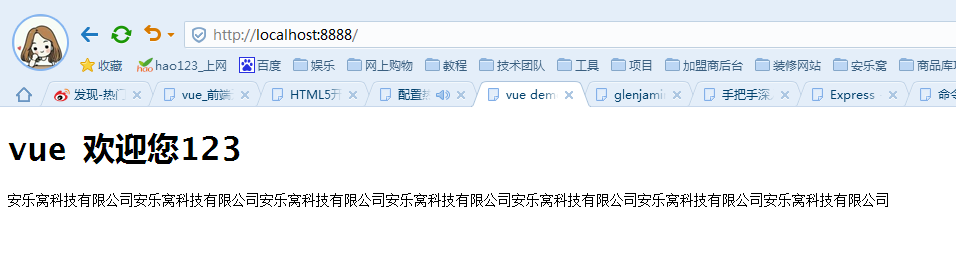 http://localhost:8888/
收藏 hao123_上网 百度 娱乐 网上购物 教程 技术团队 工具 项目 加盟商后台 装修网站 安乐窝 商品库
发现-热门 vue_前端 HTML5开 配置 vue dem glenjami 手把手深 Express 命令
vue 欢迎您123
安乐窝科技有限公司安乐窝科技有限公司安乐窝科技有限公司安乐窝科技有限公司安乐窝科技有限公司安乐窝科技有限公司安乐窝科技有限公司